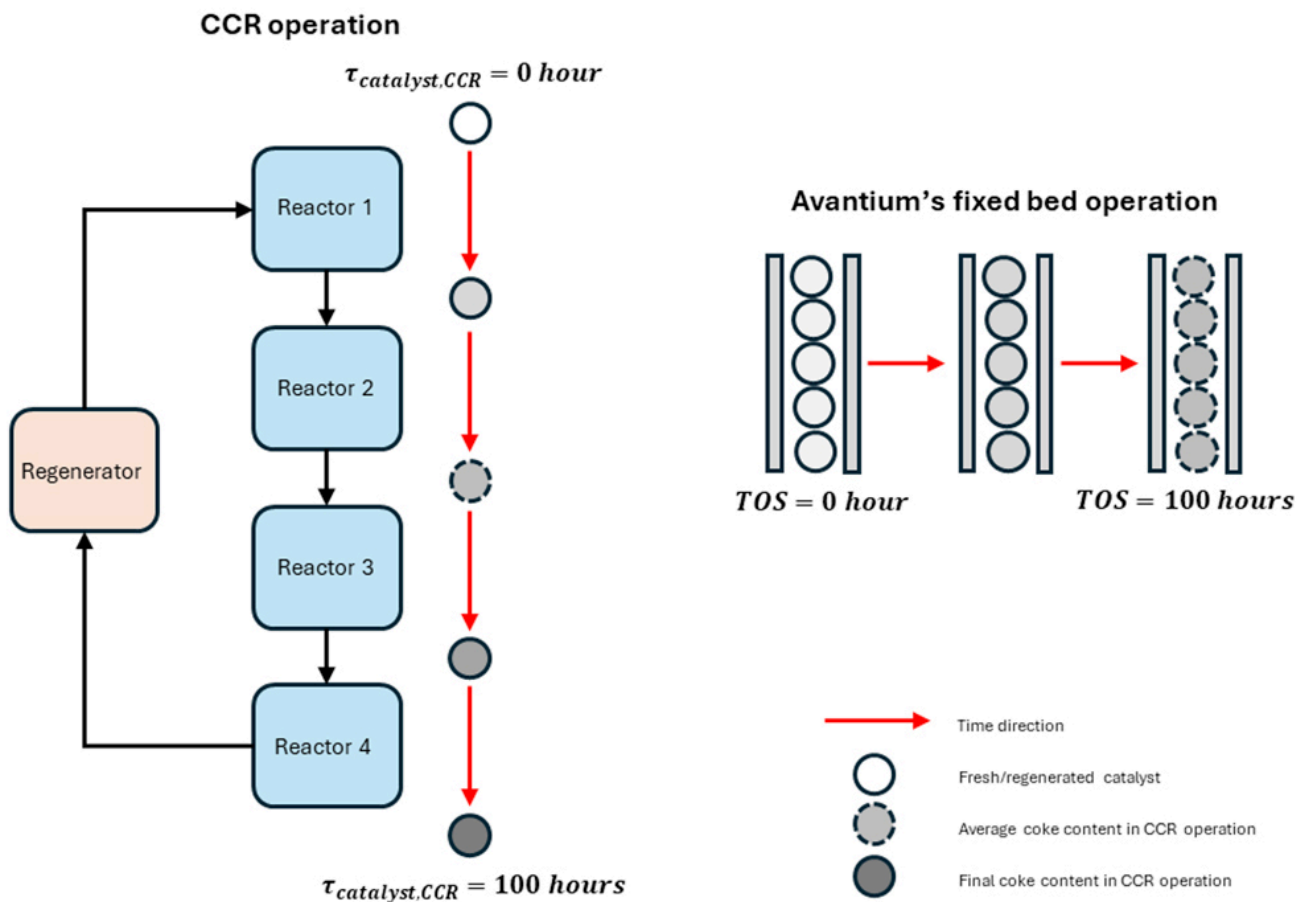 CCR operation
τcatalyst,CCR = 0 hour
Reactor 1
Reactor 2
Regenerator
Reactor 3
Reactor 4
τcatalyst,CCR = 100 hours
Avantium's fixed bed operation
TOS = 0 hour
TOS = 100 hours
Time direction
Fresh/regenerated catalyst
Average coke content in CCR operation
Final coke content in CCR operation